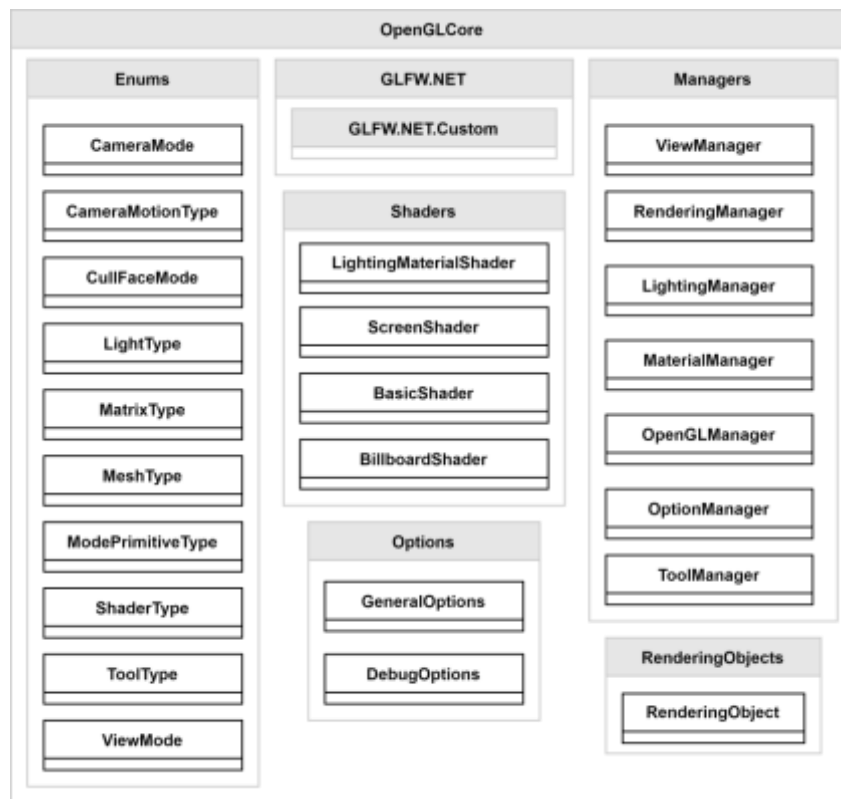 OpenGLCore
Enums
CameraMode
CameraMotionType
CullFaceMode
LightType
MatrixType
MeshType
ModePrimitiveType
ShaderType
ToolType
ViewMode
GLFW.NET
GLFW.NET.Custom
Shaders
LightingMaterialShader
ScreenShader
BasicShader
BillboardShader
Options
GeneralOptions
DebugOptions
Managers
ViewManager
RenderingManager
LightingManager
MaterialManager
OpenGLManager
OptionManager
ToolManager
RenderingObjects
RenderingObject